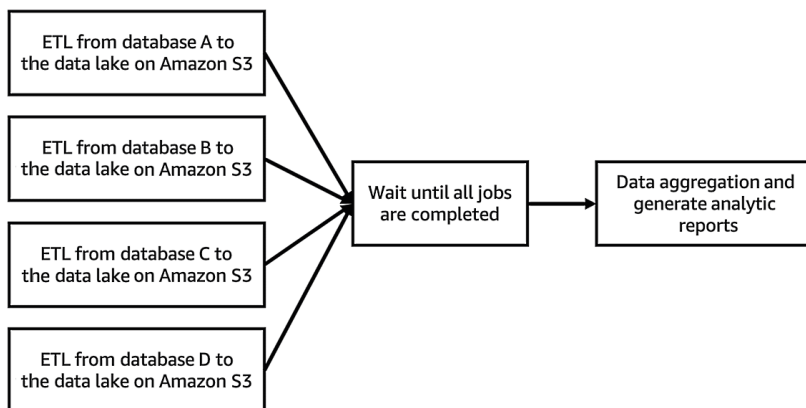 ETL from database A to
the data lake on Amazon S3
ETL from database B to
the data lake on Amazon S3
ETL from database C to
the data lake on Amazon S3
ETL from database D to
the data lake on Amazon S3
Wait until all jobs
are completed
Data aggregation and
generate analytic
reports